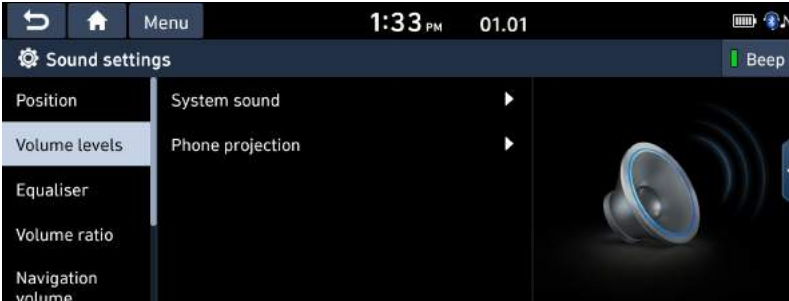 Menu 1:33 PM 01.01
Sound settings Beep
Position
System sound
Volume levels
Phone projection
Equaliser
Volume ratio
Navigation
volume